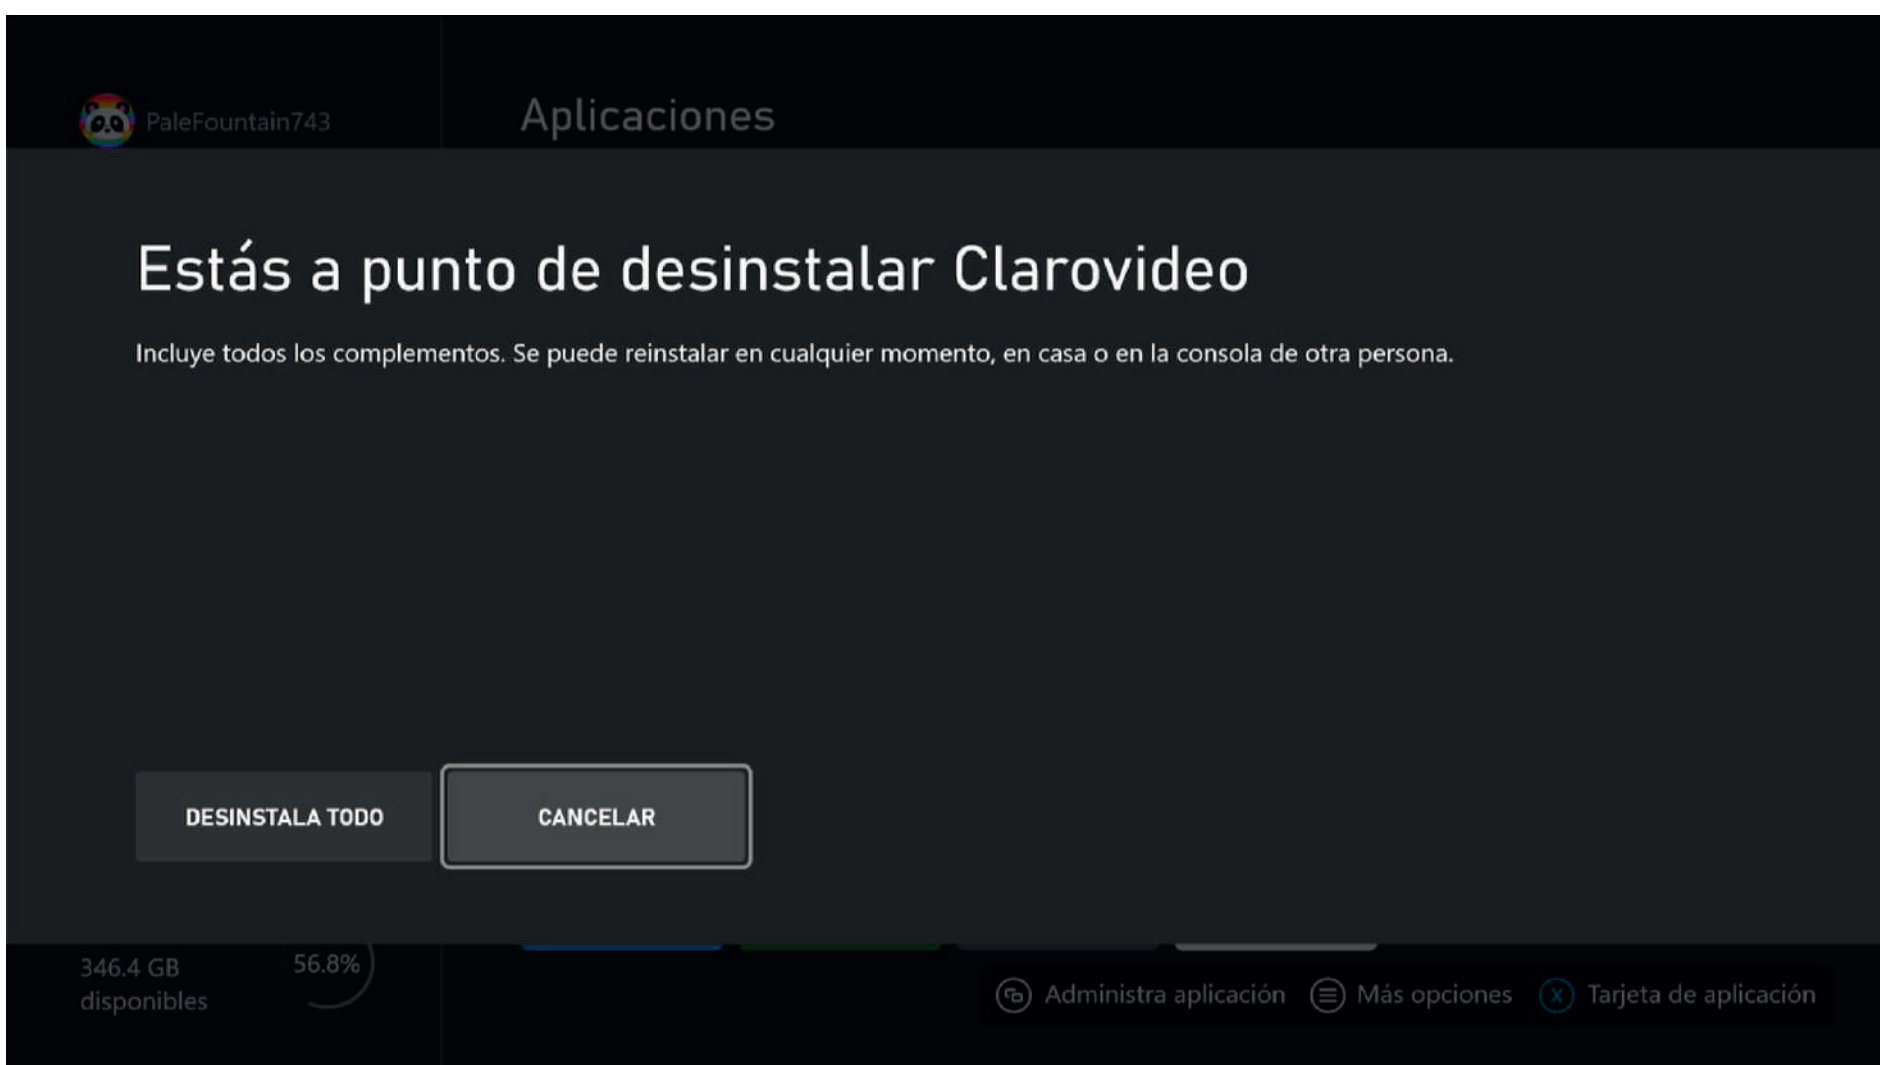 PaleFountain743
Aplicaciones
Estás a punto de desinstalar Clarovideo
Incluye todos los complementos. Se puede reinstalar en cualquier momento, en casa o en la consola de otra persona.
DESINSTALA TODO
CANCELAR
346.4 GB
disponibles
56.8%
Administra aplicación
Más opciones
X
Tarjeta de aplicación